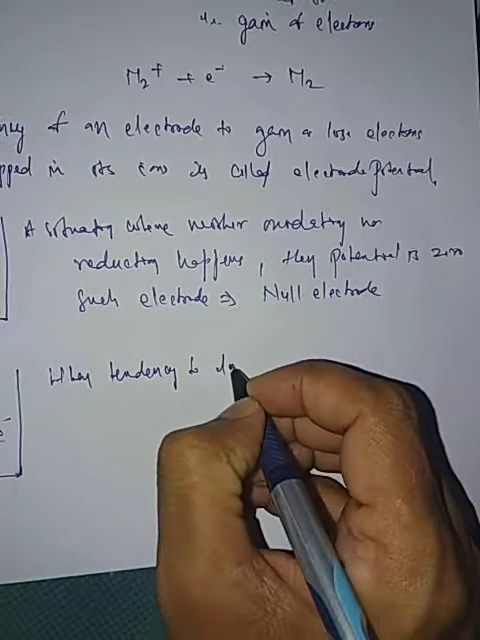 gain of electrons
M₂⁺ + e⁻ → M₂
ncy of an electrode to gain or lose electrons
pped in its ions is called electrode potential,
A situation where neither oxidation nor
reduction happens, then potential is zero
Such electrode ⇒ Null electrode
When tendency to